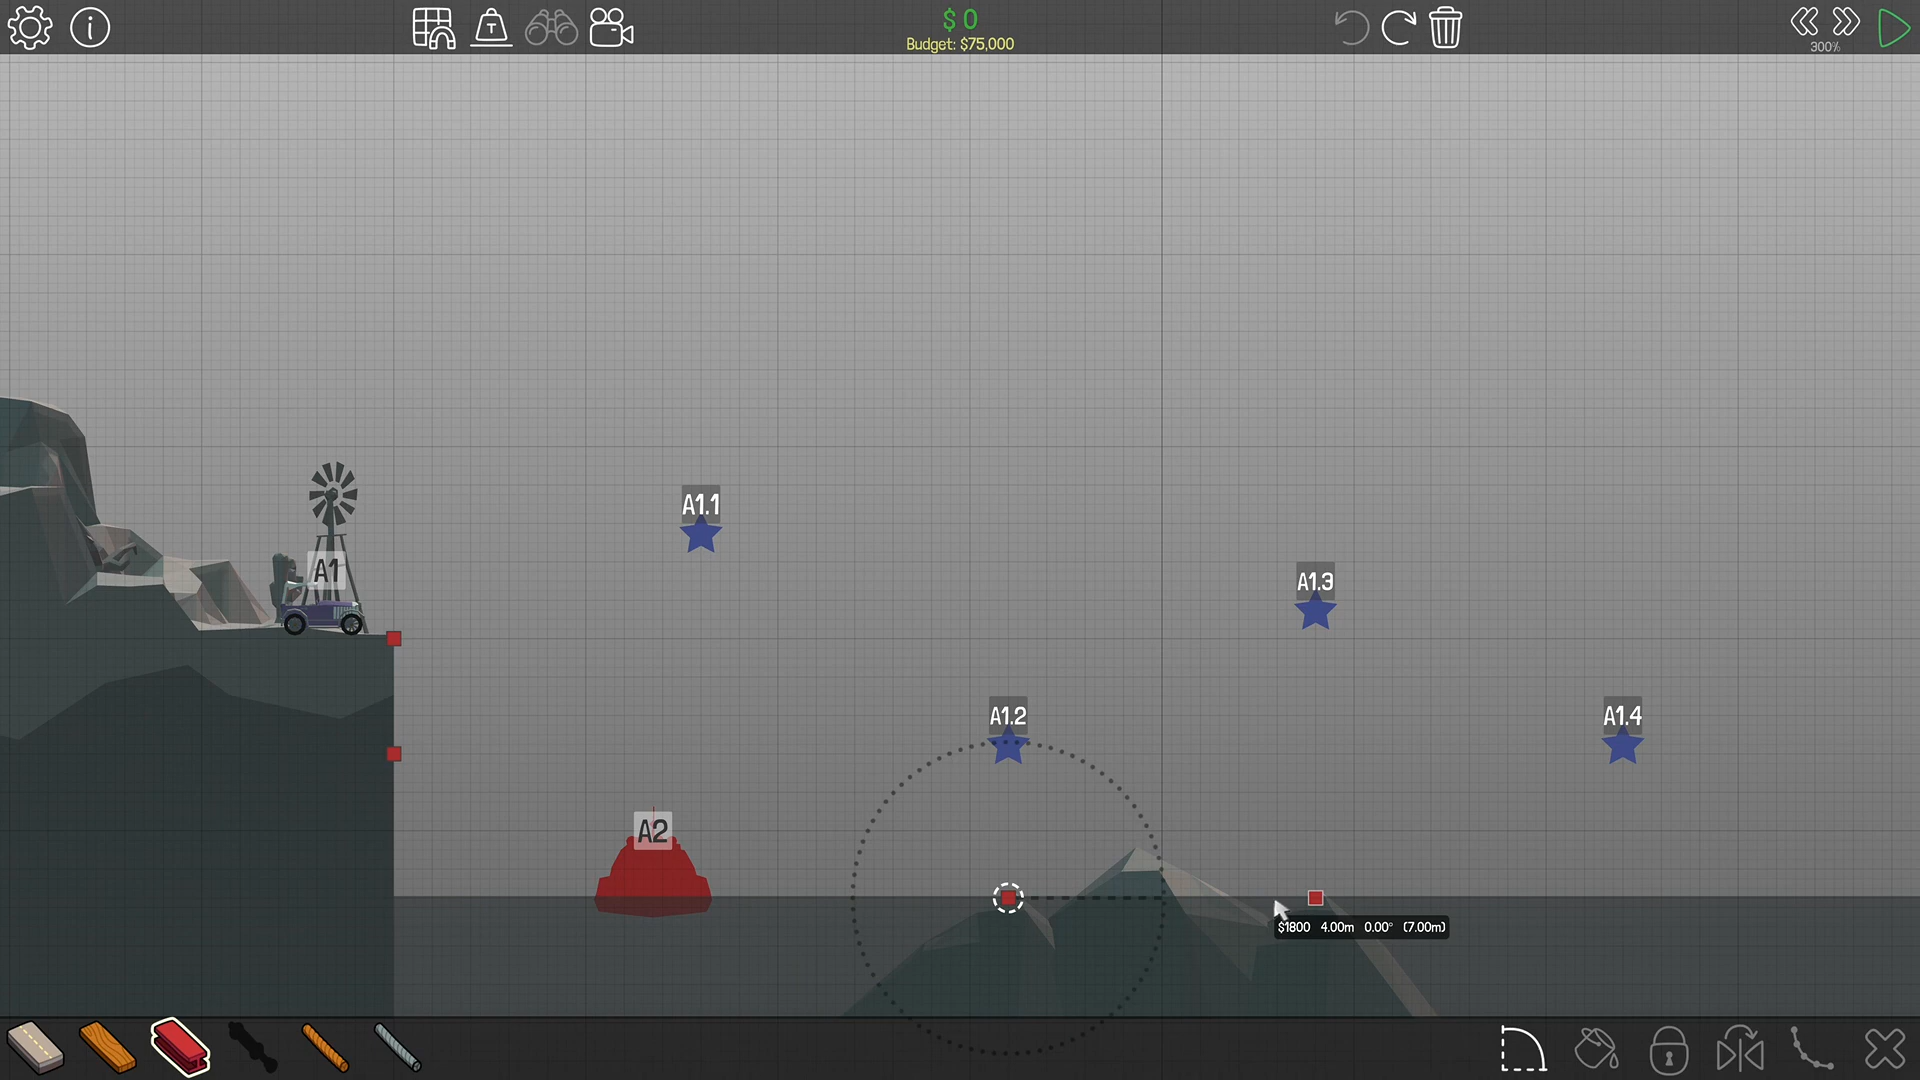 $ 0
Budget: $75,000
300%
A1.1
A1
A1.3
A1.2
A1.4
A2
$1800 4.00m 0.00° (7.00m)